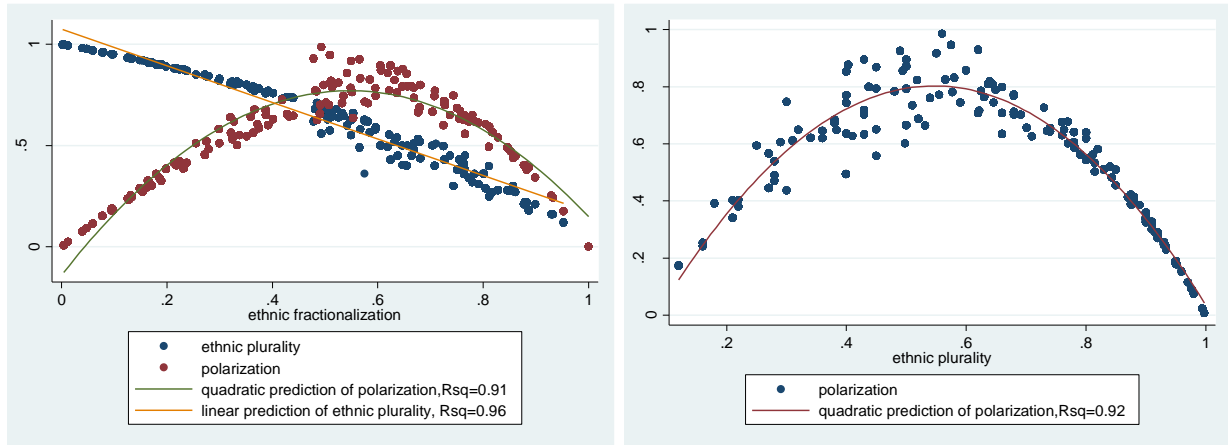 1
.5
0
0
.2
.4
.6
.8
1
ethnic fractionalization
ethnic plurality
polarization
quadratic prediction of polarization,Rsq=0.91
linear prediction of ethnic plurality, Rsq=0.96
1
.8
.6
.4
.2
0
.2
.4
.6
.8
1
ethnic plurality
polarization
quadratic prediction of polarization,Rsq=0.92